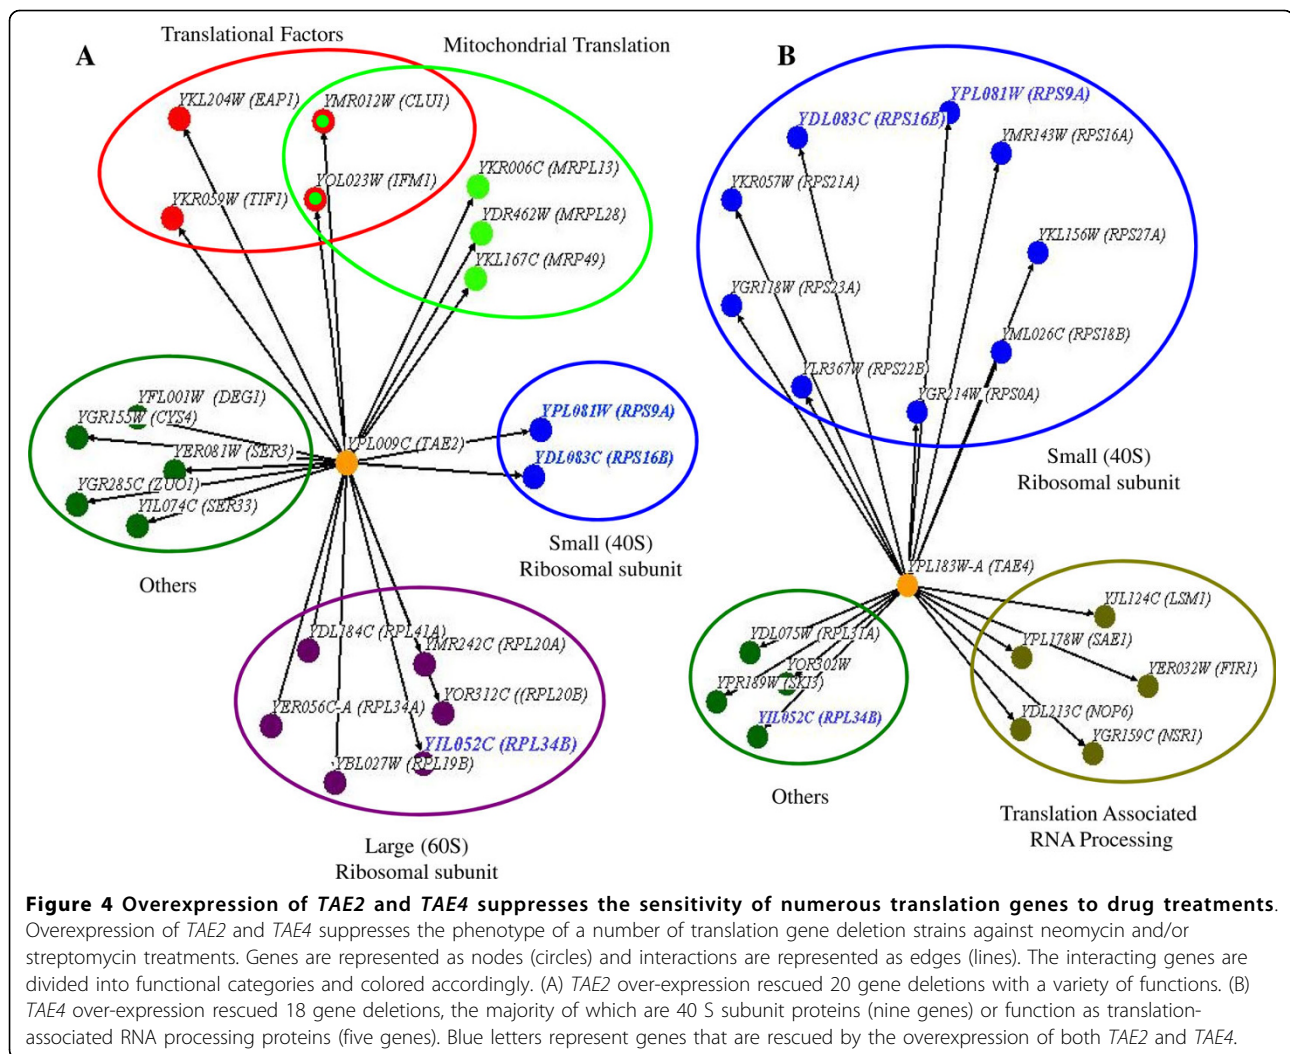 A
Translational Factors
Mitochondrial Translation
YKL204W (EAP1)
YMR012W (CLU1)
YKR006C (MRPL13)
YOL023W (IFM1)
YKR059W (TIF1)
YDR462W (MRPL28)
YKL167C (MRP49)
YFL001W (DEG1)
YGR155W (CYS4)
YER081W (SER3)
YGR285C (ZUO1)
YIL074C (SER33)
Others
YPL009C (TAE2)
YPL081W (RPS9A)
YDL083C (RPS16B)
Small (40S)
Ribosomal subunit
YDL184C (RPL41A)
YMR242C (RPL20A)
YOR312C ((RPL20B)
YER056C-A (RPL34A)
YIL052C (RPL34B)
YBL027W (RPL19B)
Large (60S)
Ribosomal subunit
B
YPL081W (RPS9A)
YDL083C (RPS16B)
YMR143W (RPS16A)
YKR057W (RPS21A)
YKL156W (RPS27A)
YGR118W (RPS23A)
YML026C (RPS18B)
YLR367W (RPS22B)
YGR214W (RPS0A)
Small (40S)
Ribosomal subunit
YPL183W-A (TAE4)
YJL124C (LSM1)
YPL178W (SAE1)
YER032W (FIR1)
YDL213C (NOP6)
YGR159C (NSR1)
Translation Associated
RNA Processing
YDL075W (RPL31A)
YOR302W
YPR189W (SKI3)
YIL052C (RPL34B)
Others
Figure 4 Overexpression of TAE2 and TAE4 suppresses the sensitivity of numerous translation genes to drug treatments.
Overexpression of TAE2 and TAE4 suppresses the phenotype of a number of translation gene deletion strains against neomycin and/or
streptomycin treatments. Genes are represented as nodes (circles) and interactions are represented as edges (lines). The interacting genes are
divided into functional categories and colored accordingly. (A) TAE2 over-expression rescued 20 gene deletions with a variety of functions. (B)
TAE4 over-expression rescued 18 gene deletions, the majority of which are 40 S subunit proteins (nine genes) or function as translation-
associated RNA processing proteins (five genes). Blue letters represent genes that are rescued by the overexpression of both TAE2 and TAE4.